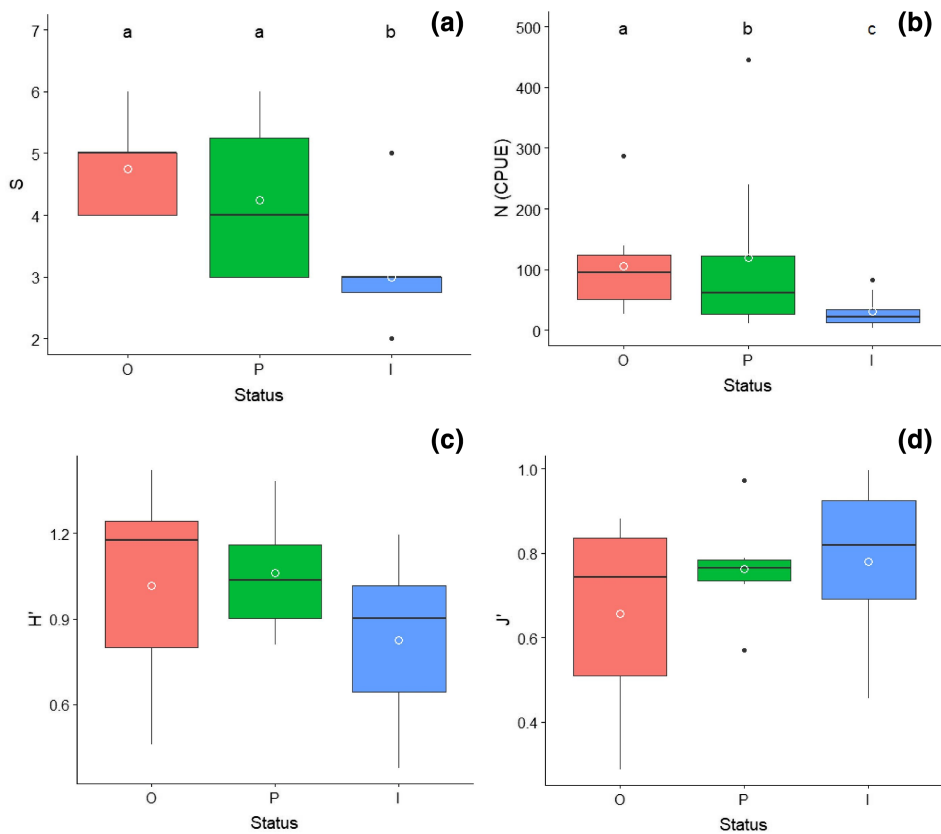 (a)
a a b
7
6
5
4
3
2
S
O P I
Status
(b)
a b c
500
400
300
200
100
0
N (CPUE)
O P I
Status
(c)
1.2
0.9
0.6
H'
O P I
Status
(d)
1.0
0.8
0.6
0.4
J'
O P I
Status